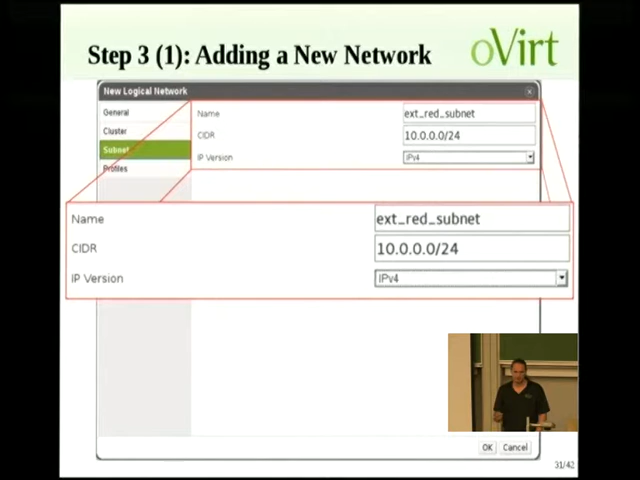 Step 3 (1): Adding a New Network
oVirt
New Logical Network
General
Cluster
Subnet
Profiles
Name ext_red_subnet
CIDR 10.0.0.0/24
IP Version IPv4
Name ext_red_subnet
CIDR 10.0.0.0/24
IP Version IPv4
OK Cancel
31/42